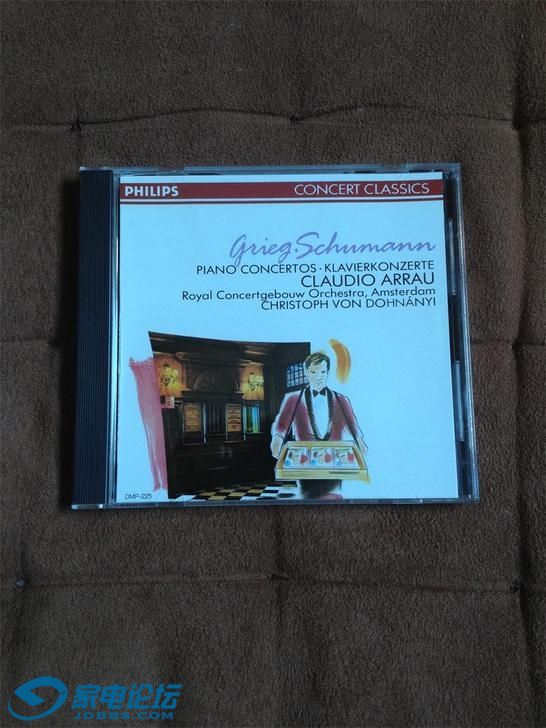 PHILIPS CONCERT CLASSICS
Grieg · Schumann
PIANO CONCERTOS · KLAVIERKONZERTE
CLAUDIO ARRAU
Royal Concertgebouw Orchestra, Amsterdam
CHRISTOPH VON DOHNÁNYI
DMP-225
家电论坛
JDBBS.COM